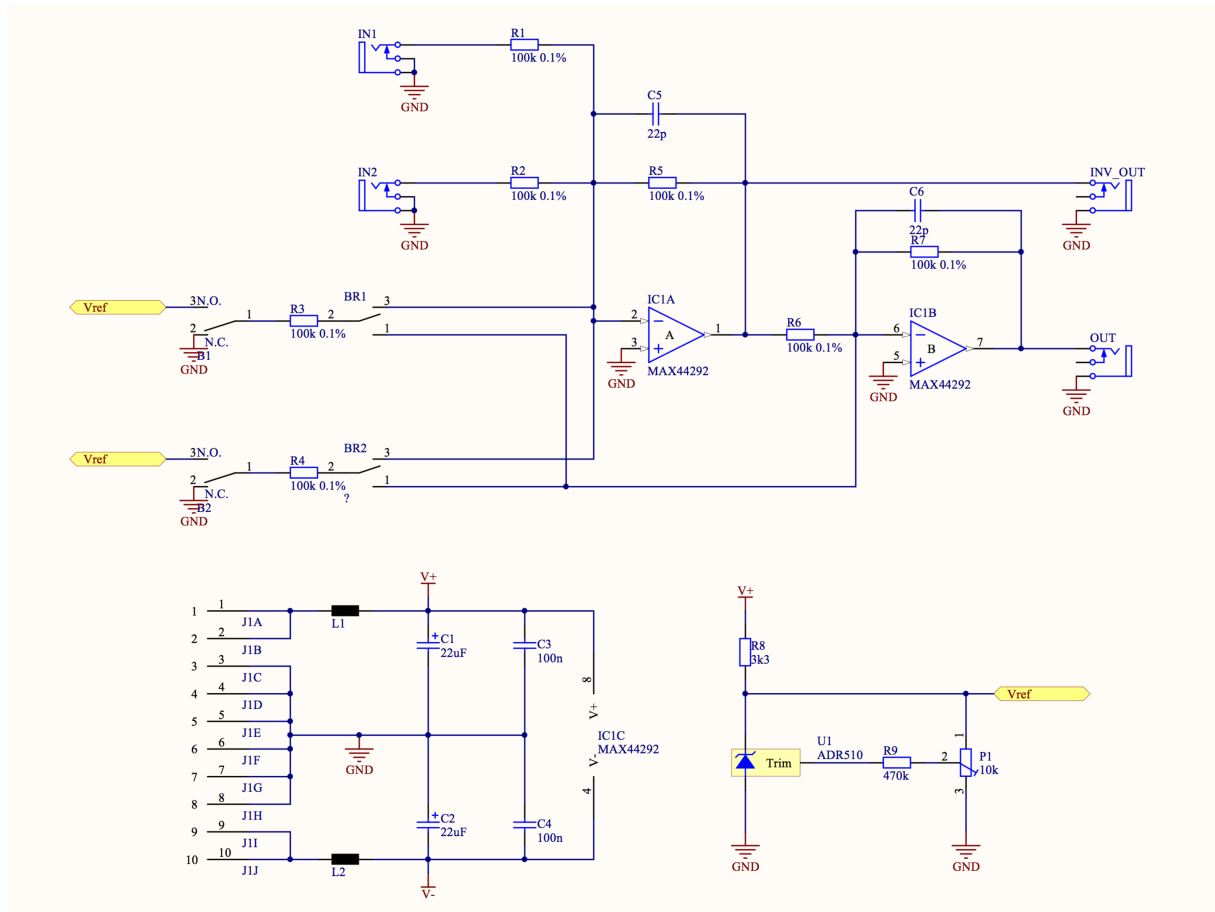 IN1
R1
100k 0.1%
GND
C5
22p
IN2
R2
100k 0.1%
GND
R5
100k 0.1%
INV_OUT
GND
C6
22p
R7
100k 0.1%
Vref
3 N.O.
1
2
N.C.
B1
GND
R3
100k 0.1%
BR1
2
3
1
IC1A
2
3
A
1
MAX44292
GND
R6
100k 0.1%
IC1B
6
5
B
7
MAX44292
GND
OUT
GND
Vref
3 N.O.
1
2
N.C.
B2
GND
R4
100k 0.1%
?
BR2
2
3
1
V+
1 1
J1A
2 2
J1B
3 3
J1C
4 4
J1D
5 5
J1E
6 6
J1F
7 7
J1G
8 8
J1H
9 9
J1I
10 10
J1J
L1
L2
+ C1
22uF
C3
100n
GND
+ C2
22uF
C4
100n
V-
8
V+
IC1C
MAX44292
V-
4
V+
R8
3k3
Vref
Trim
U1
ADR510
R9
470k
1
2
3
P1
10k
GND
GND